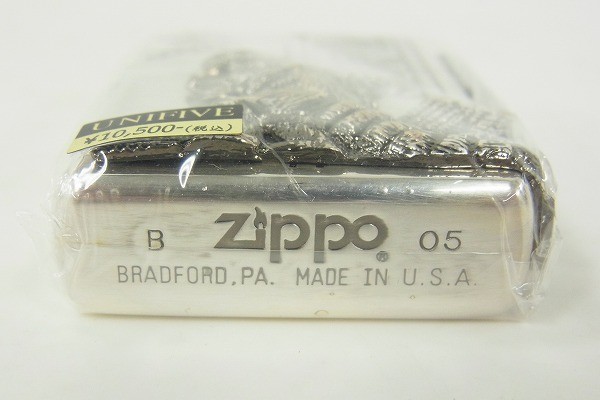 UNIFIVE
¥10,500-(税込)
B zippo® 05
BRADFORD,PA. MADE IN U.S.A.